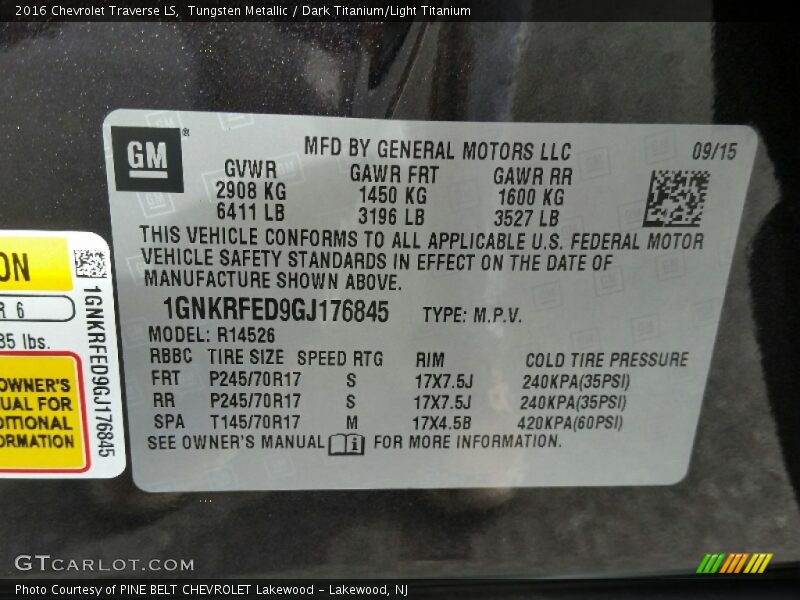 2016 Chevrolet Traverse LS, Tungsten Metallic / Dark Titanium/Light Titanium
GM ®
MFD BY GENERAL MOTORS LLC 09/15
GVWR GAWR FRT GAWR RR
2908 KG 1450 KG 1600 KG
6411 LB 3196 LB 3527 LB
THIS VEHICLE CONFORMS TO ALL APPLICABLE U.S. FEDERAL MOTOR
VEHICLE SAFETY STANDARDS IN EFFECT ON THE DATE OF
MANUFACTURE SHOWN ABOVE.
1GNKRFED9GJ176845 TYPE: M.P.V.
MODEL: R14526
RBBC TIRE SIZE SPEED RTG RIM COLD TIRE PRESSURE
FRT P245/70R17 S 17X7.5J 240KPA(35PSI)
RR P245/70R17 S 17X7.5J 240KPA(35PSI)
SPA T145/70R17 M 17X4.5B 420KPA(60PSI)
SEE OWNER'S MANUAL FOR MORE INFORMATION.
ON
R 6
35 lbs.
OWNER'S
UAL FOR
DITIONAL
ORMATION
1GNKRFED9GJ176845
GTCARLOT.COM
Photo Courtesy of PINE BELT CHEVROLET Lakewood - Lakewood, NJ